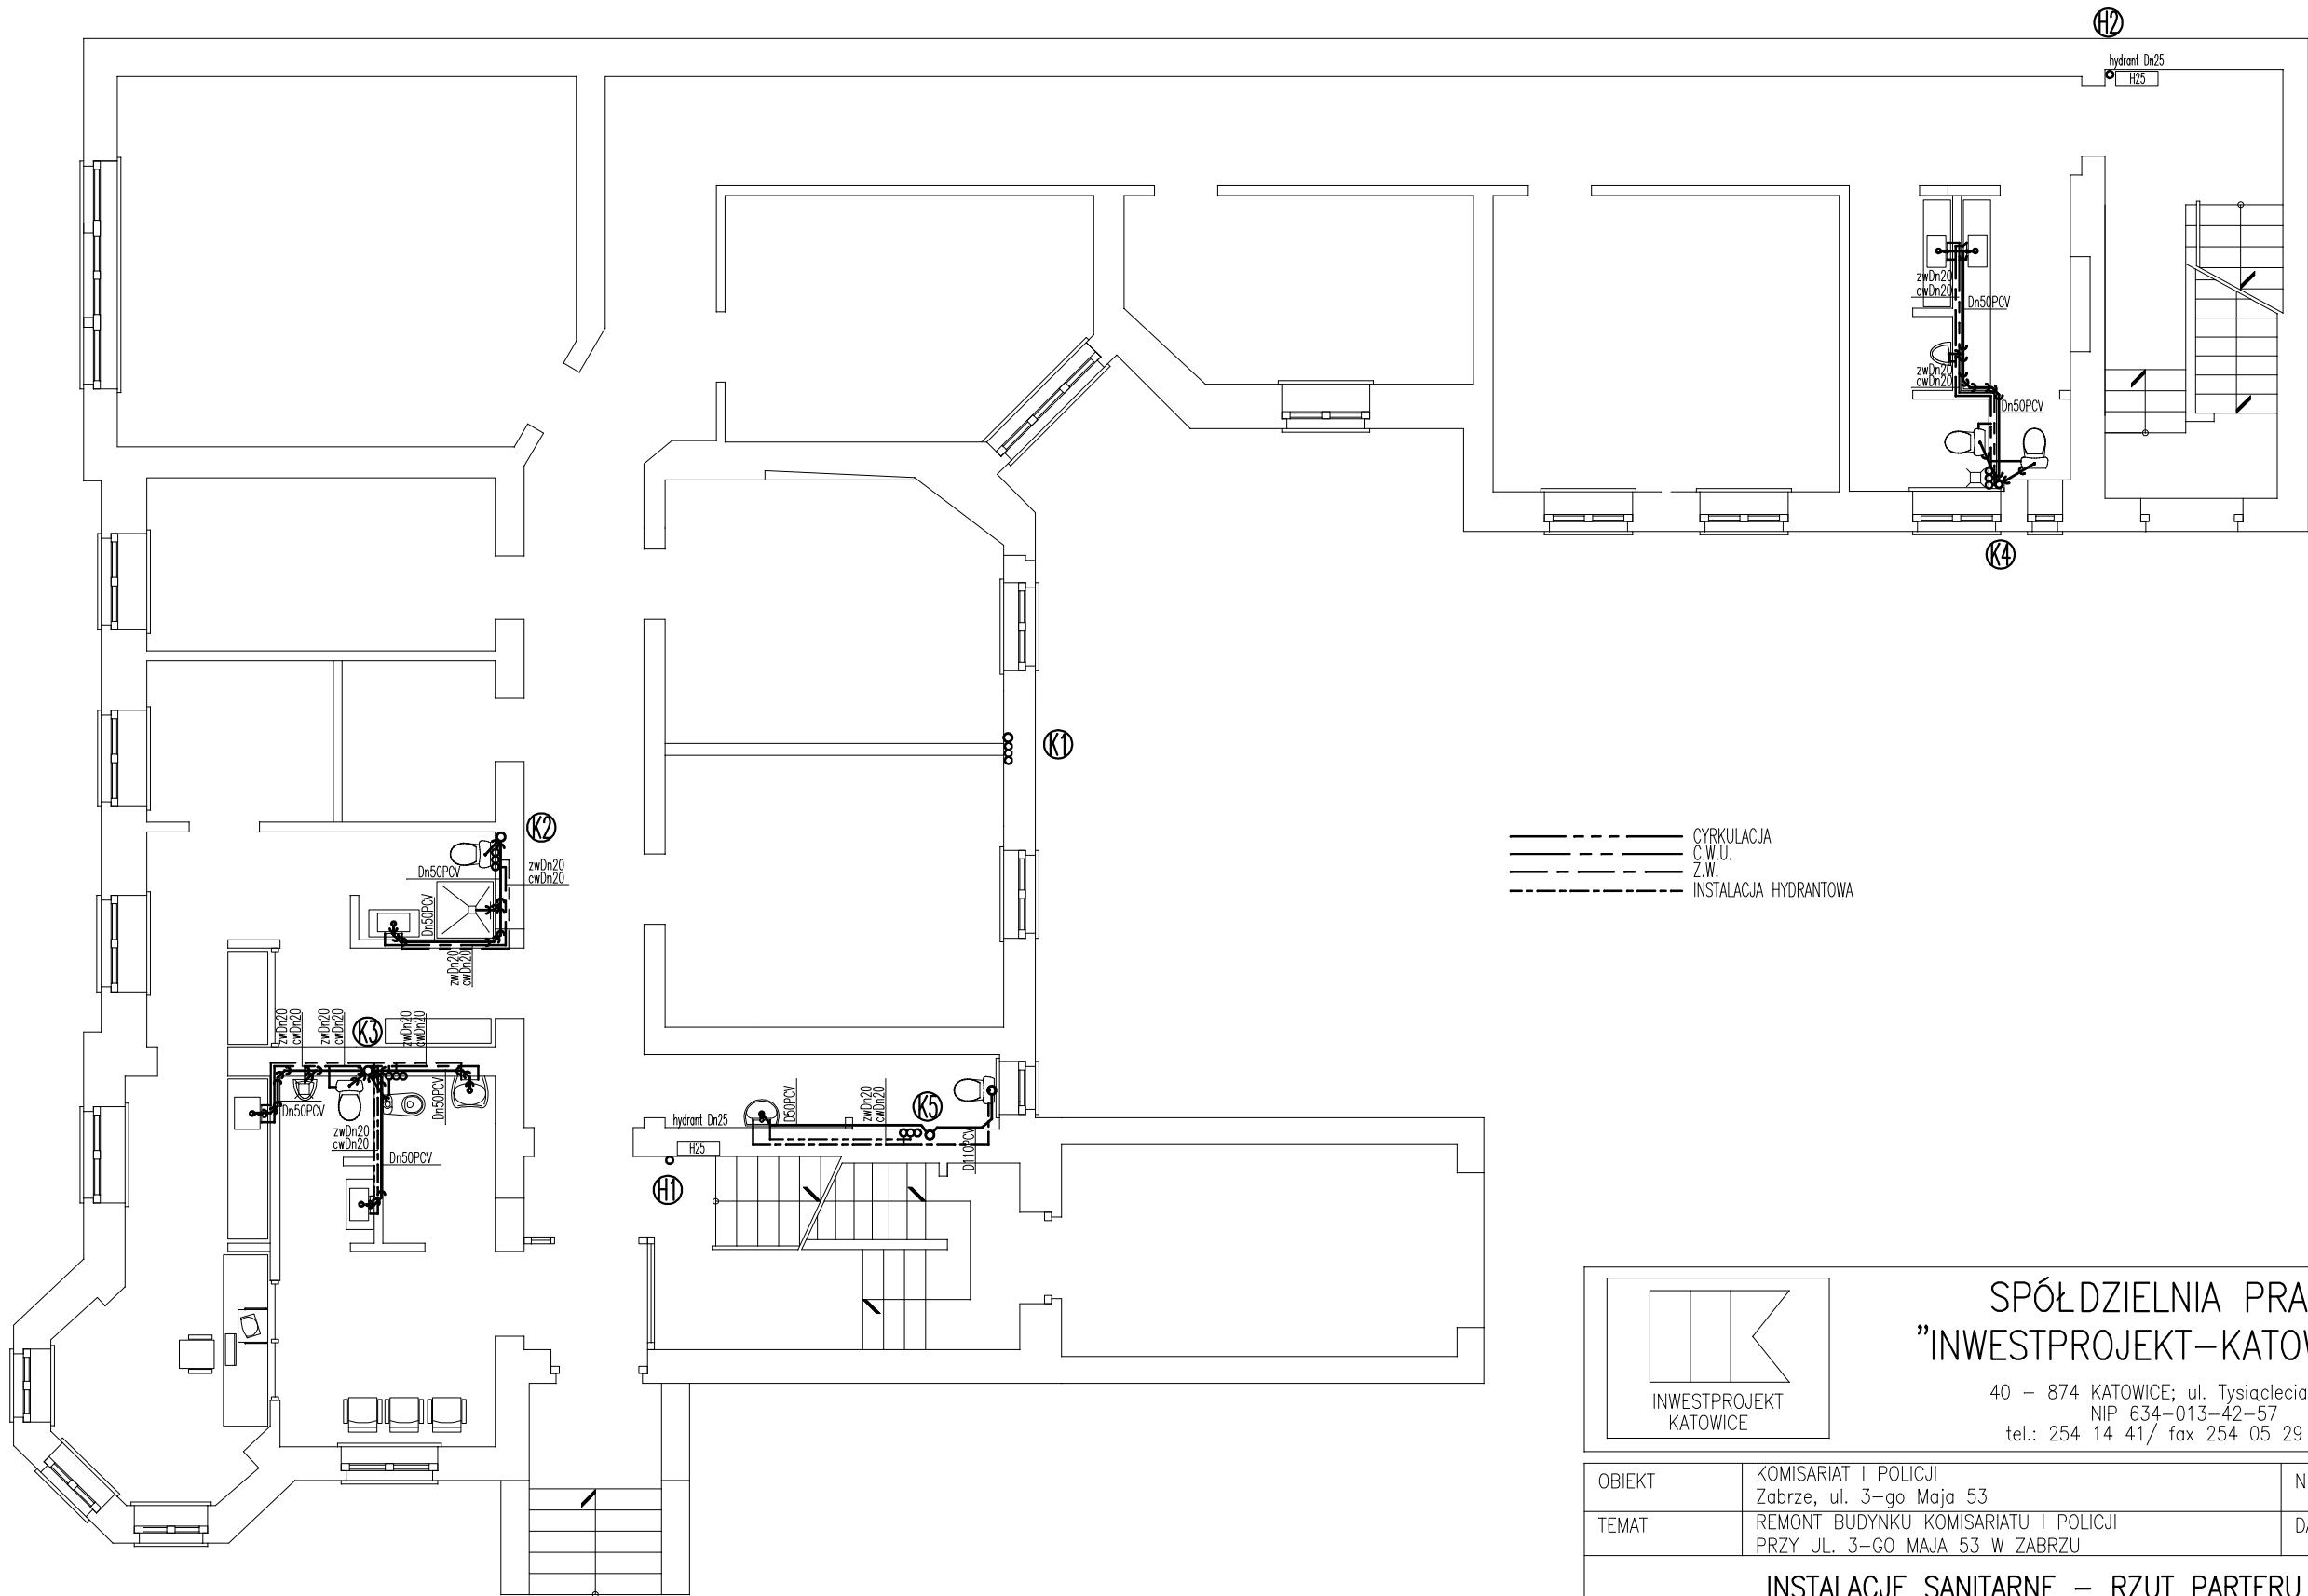 H2
hydrant Dn25
H25
zwDn20
cwDn20
Dn50PCV
zwDn20
cwDn20
Dn50PCV
K4
K1
K2
zwDn20
cwDn20
Dn50PCV
Dn50PCV
zwDn20
cwDn20
CYRKULACJA
C.W.U.
Z.W.
INSTALACJA HYDRANTOWA
zwDn20
cwDn20
zwDn20
cwDn20
K3
zwDn20
cwDn20
Dn50PCV
Dn50PCV
zwDn20
cwDn20
Dn50PCV
hydrant Dn25
H25
H1
D50PCV
zwDn20
cwDn20
K5
D110PCV
INWESTPROJEKT
KATOWICE
SPÓŁDZIELNIA PRA
"INWESTPROJEKT-KATOW
40 - 874 KATOWICE; ul. Tysiąclecia
NIP 634-013-42-57
tel.: 254 14 41/ fax 254 05 29
OBIEKT
KOMISARIAT I POLICJI
Zabrze, ul. 3-go Maja 53
N
TEMAT
REMONT BUDYNKU KOMISARIATU I POLICJI
PRZY UL. 3-GO MAJA 53 W ZABRZU
DA
INSTALACJE SANITARNE - RZUT PARTERU